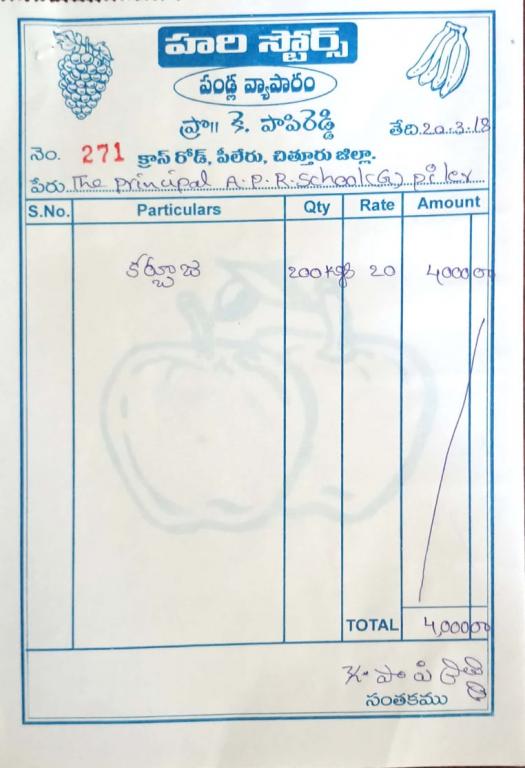 హరి స్టోర్స్
పండ్ల వ్యాపారం
ప్రొ॥ కె. పాపిరెడ్డి
తేది.20.3.18
నెం. 271 క్రాస్ రోడ్, పీలేరు, చిత్తూరు జిల్లా.
పేరు. The principal A.P.R. School (G) piler
S.No. Particulars Qty Rate Amount
కర్బూజ 200 kgs 20 4000 00
TOTAL 4,000 00
కె. పాపిరెడ్డి
సంతకము